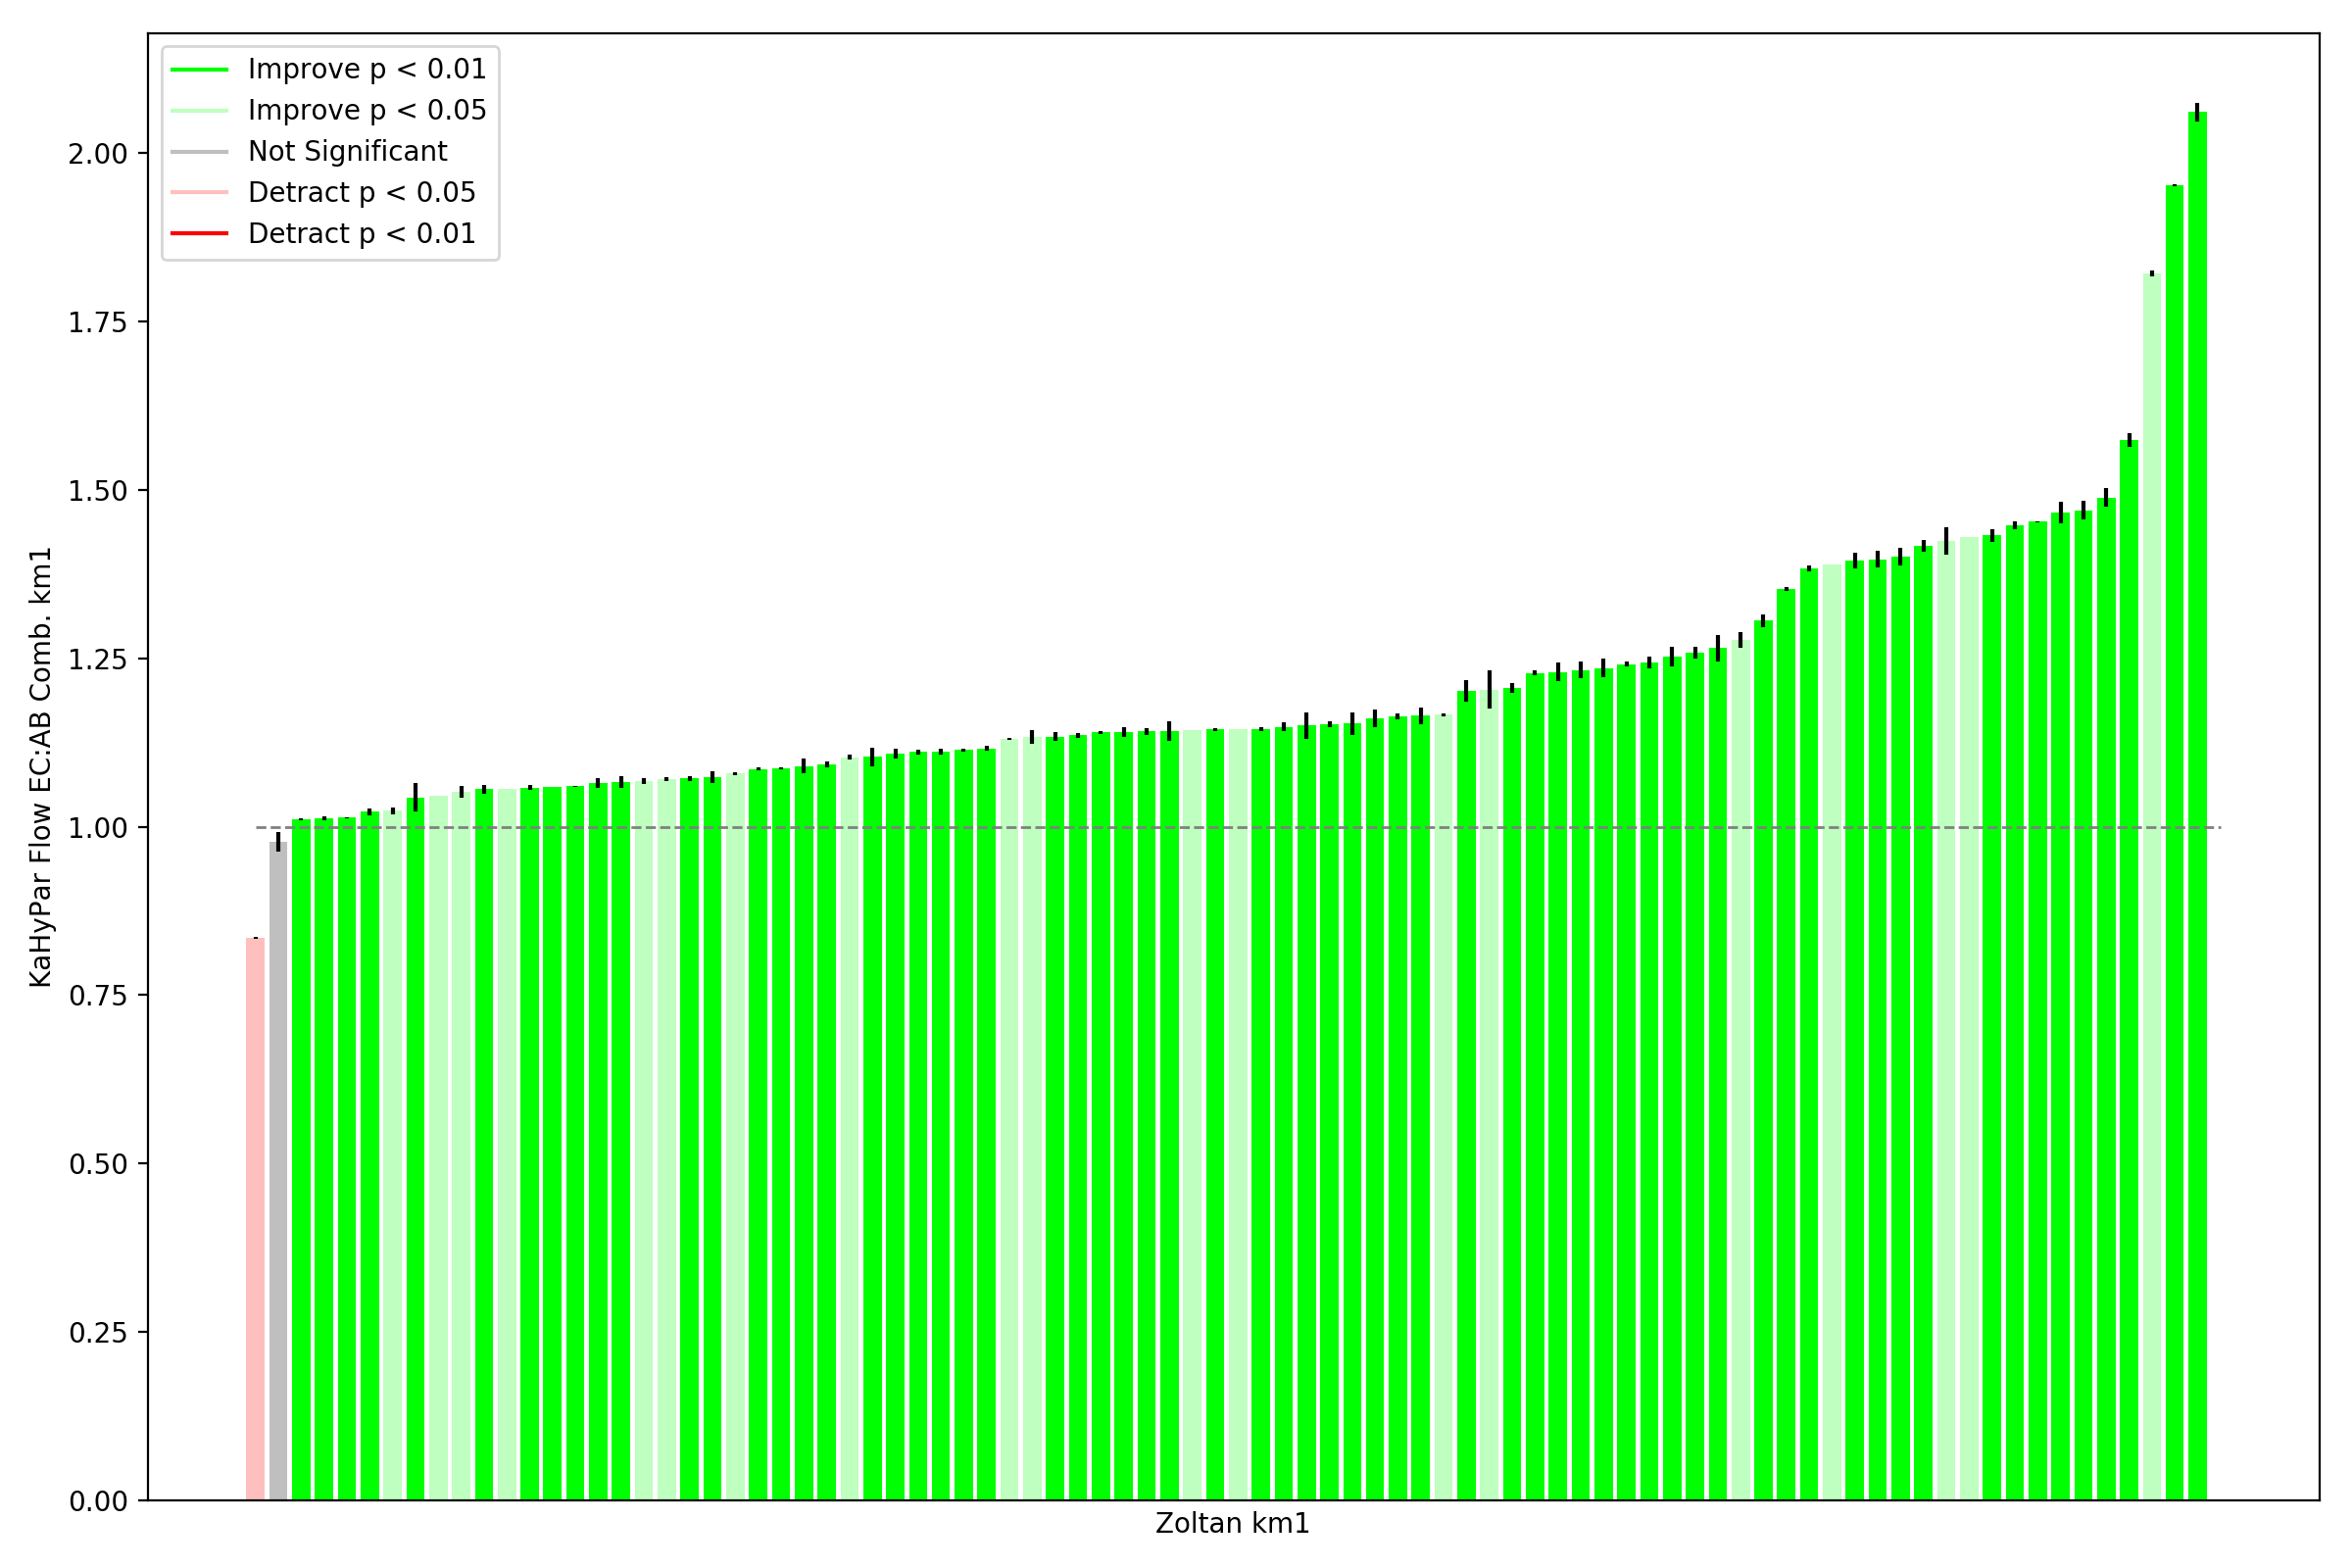 Improve p < 0.01
Improve p < 0.05
Not Significant
Detract p < 0.05
Detract p < 0.01
2.00
1.75
1.50
1.25
1.00
0.75
0.50
0.25
0.00
KaHyPar Flow EC:AB Comb. km1
Zoltan km1